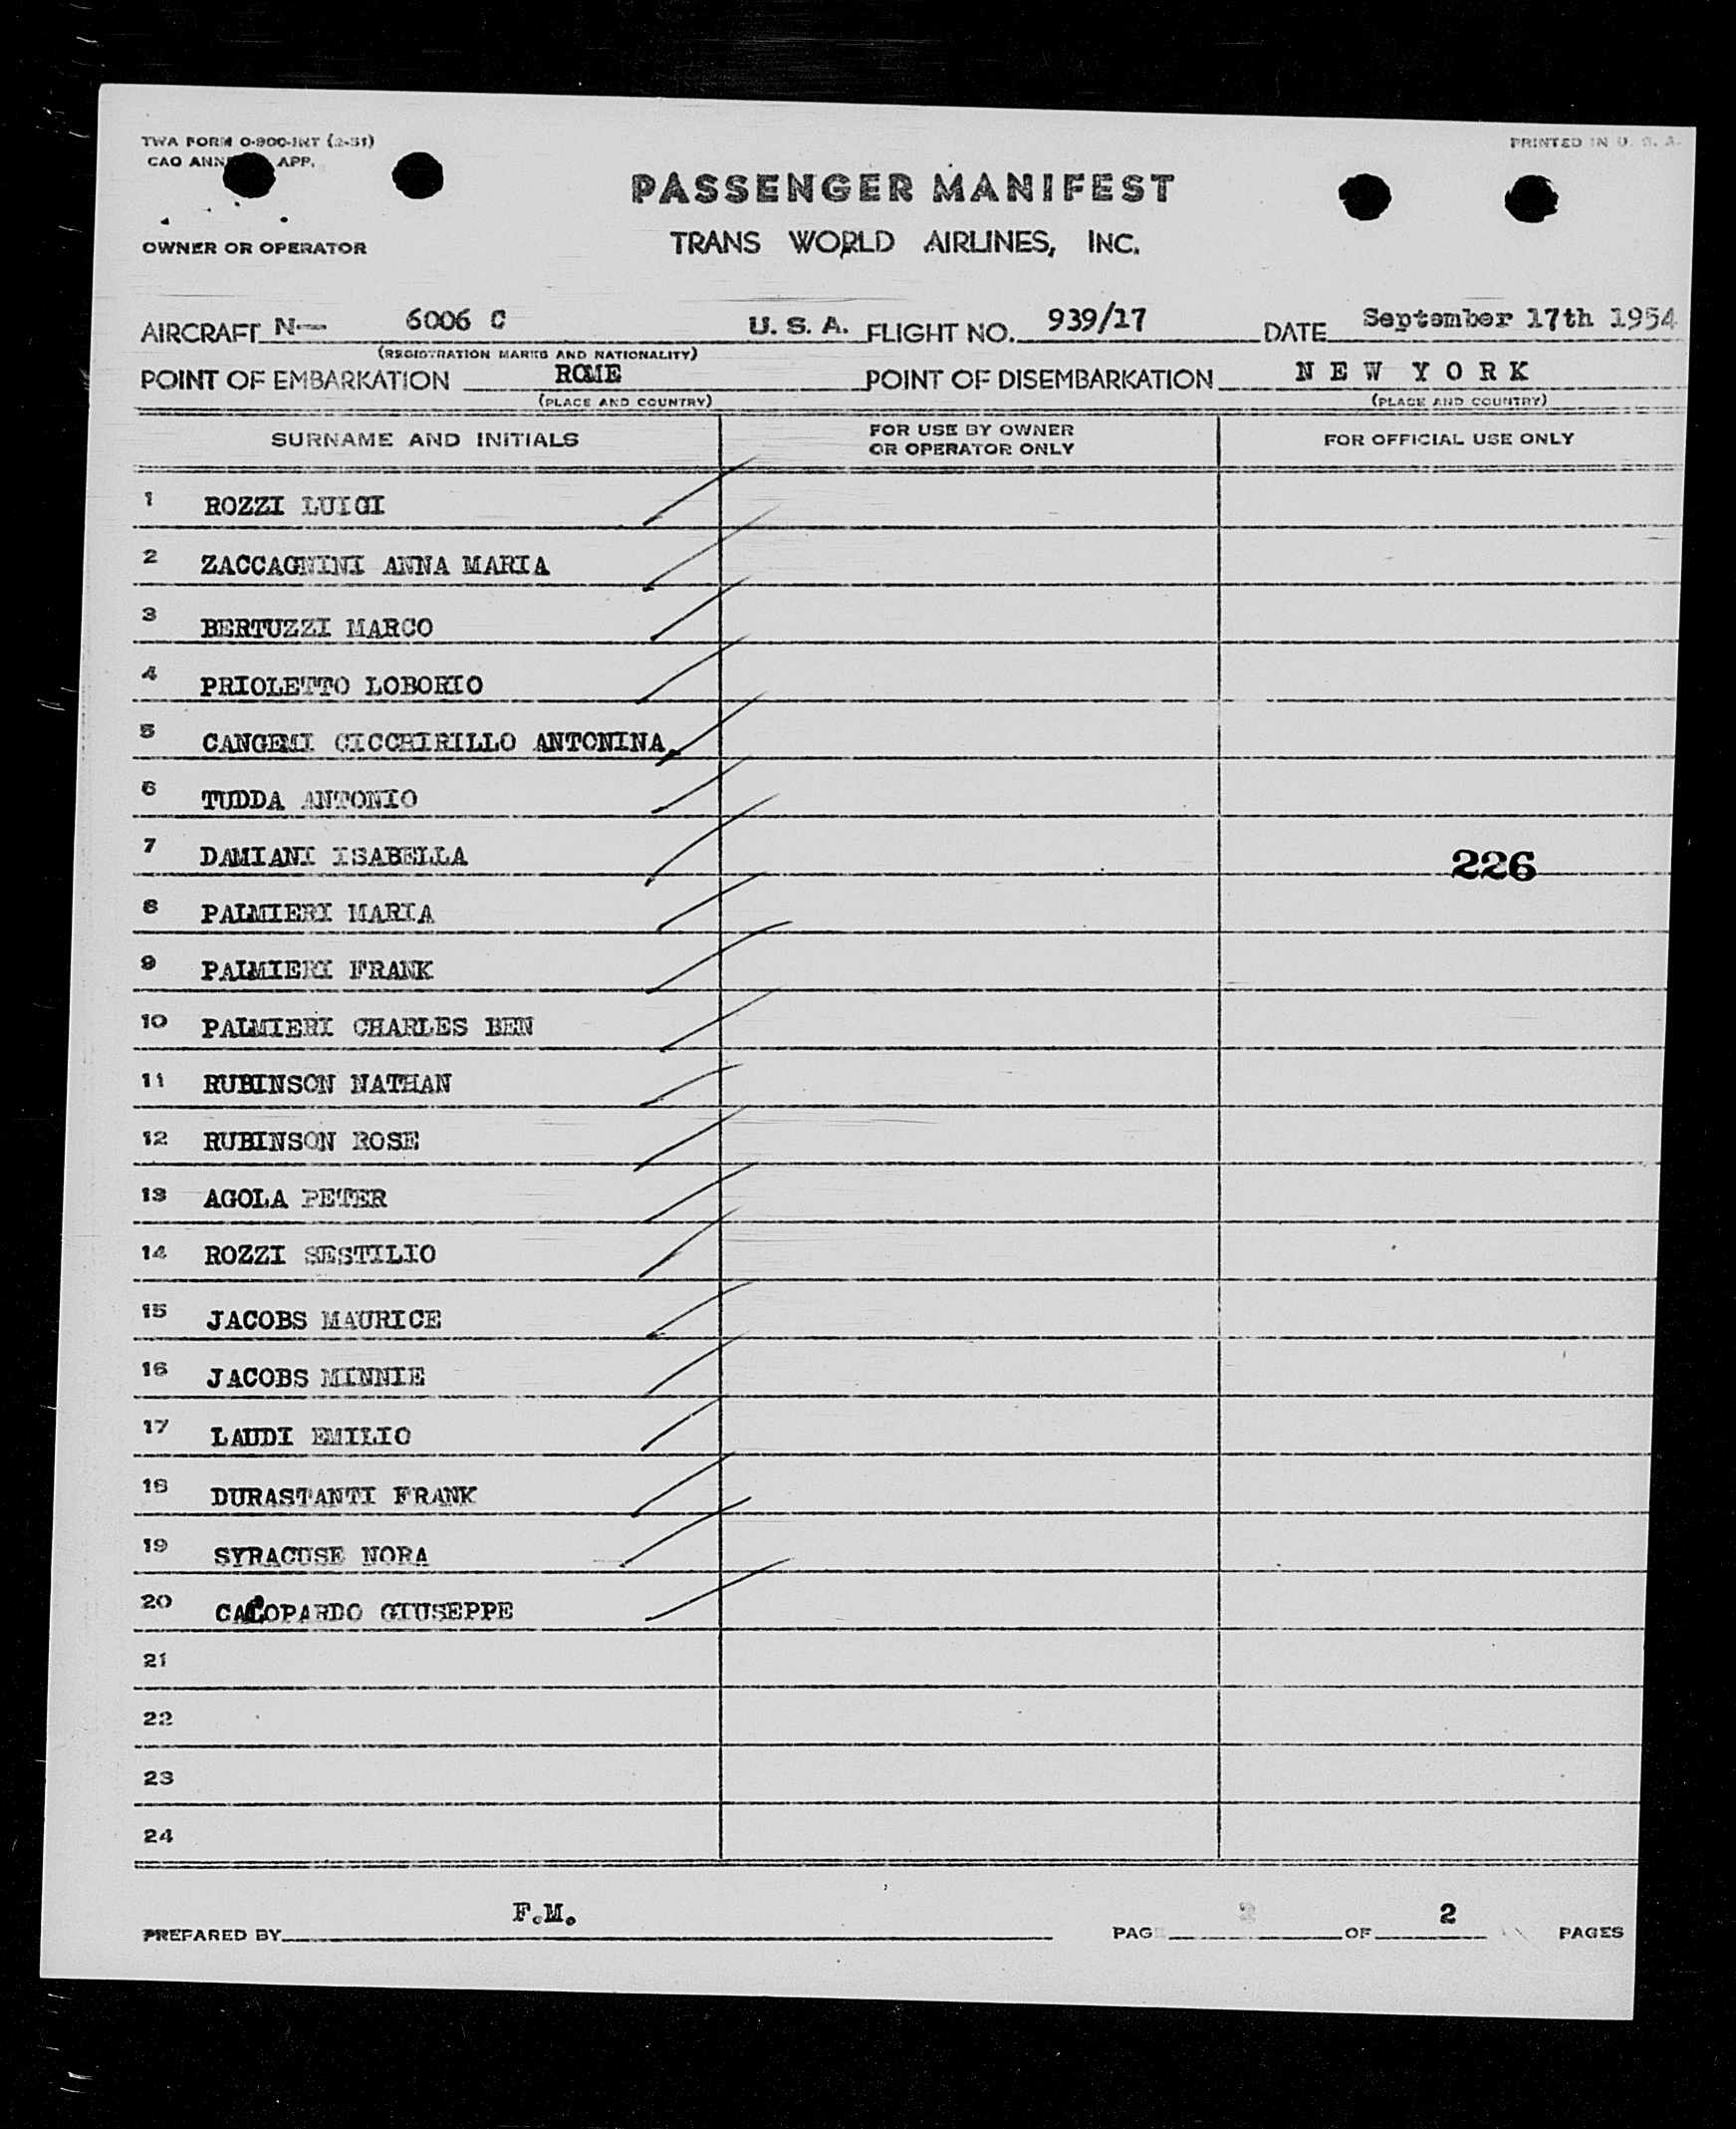 TWA FORM O-900-INT (2-51) PRINTED IN U. S. A.
CAO ANN APP.
PASSENGER MANIFEST
OWNER OR OPERATOR TRANS WORLD AIRLINES, INC.
AIRCRAFT N— 6006 C U. S. A. FLIGHT NO. 939/17 DATE September 17th 1954
(REGISTRATION MARKS AND NATIONALITY)
POINT OF EMBARKATION ROME POINT OF DISEMBARKATION N E W Y O R K
(PLACE AND COUNTRY) (PLACE AND COUNTRY)
SURNAME AND INITIALS FOR USE BY OWNER OR OPERATOR ONLY FOR OFFICIAL USE ONLY
1 ROZZI LUIGI
2 ZACCAGNINI ANNA MARIA
3 BERTUZZI MARCO
4 PRIOLETTO LOBORIO
5 CANGEMI CICCHIRILLO ANTONINA
6 TUDDA ANTONIO
7 DAMIANI ISABELLA 226
8 PALMIERI MARIA
9 PALMIERI FRANK
10 PALMIERI CHARLES BEN
11 RUBINSON NATHAN
12 RUBINSON ROSE
13 AGOLA PETER
14 ROZZI SESTILIO
15 JACOBS MAURICE
16 JACOBS MINNIE
17 LAUDI EMILIO
18 DURASTANTI FRANK
19 SYRACUSE NORA
20 CALOPARDO GIUSEPPE
21
22
23
24
PREPARED BY F.M. PAGE 2 OF 2 PAGES